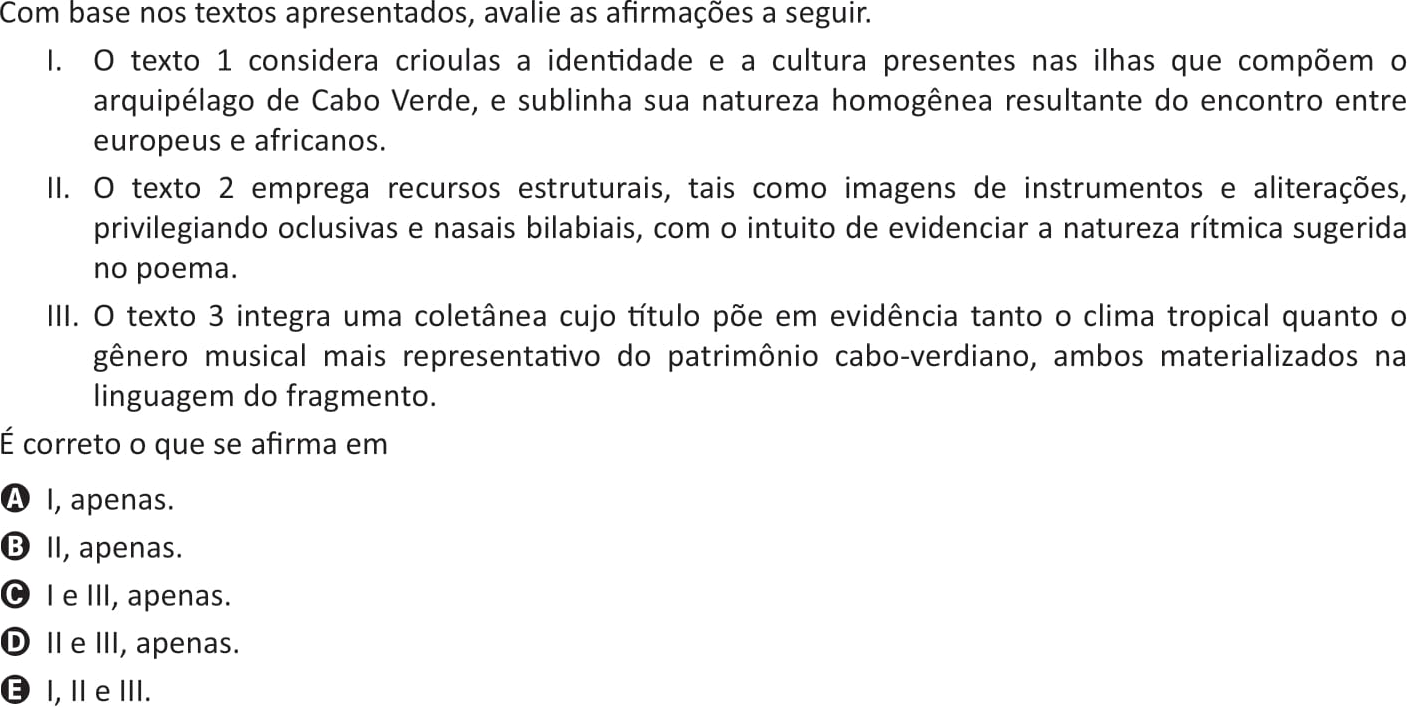 Com base nos textos apresentados, avalie as afirmações a seguir.
I. O texto 1 considera crioulas a identidade e a cultura presentes nas ilhas que compõem o
arquipélago de Cabo Verde, e sublinha sua natureza homogênea resultante do encontro entre
europeus e africanos.
II. O texto 2 emprega recursos estruturais, tais como imagens de instrumentos e aliterações,
privilegiando oclusivas e nasais bilabiais, com o intuito de evidenciar a natureza rítmica sugerida
no poema.
III. O texto 3 integra uma coletânea cujo título põe em evidência tanto o clima tropical quanto o
gênero musical mais representativo do patrimônio cabo-verdiano, ambos materializados na
linguagem do fragmento.
É correto o que se afirma em
A I, apenas.
B II, apenas.
C I e III, apenas.
D II e III, apenas.
E I, II e III.